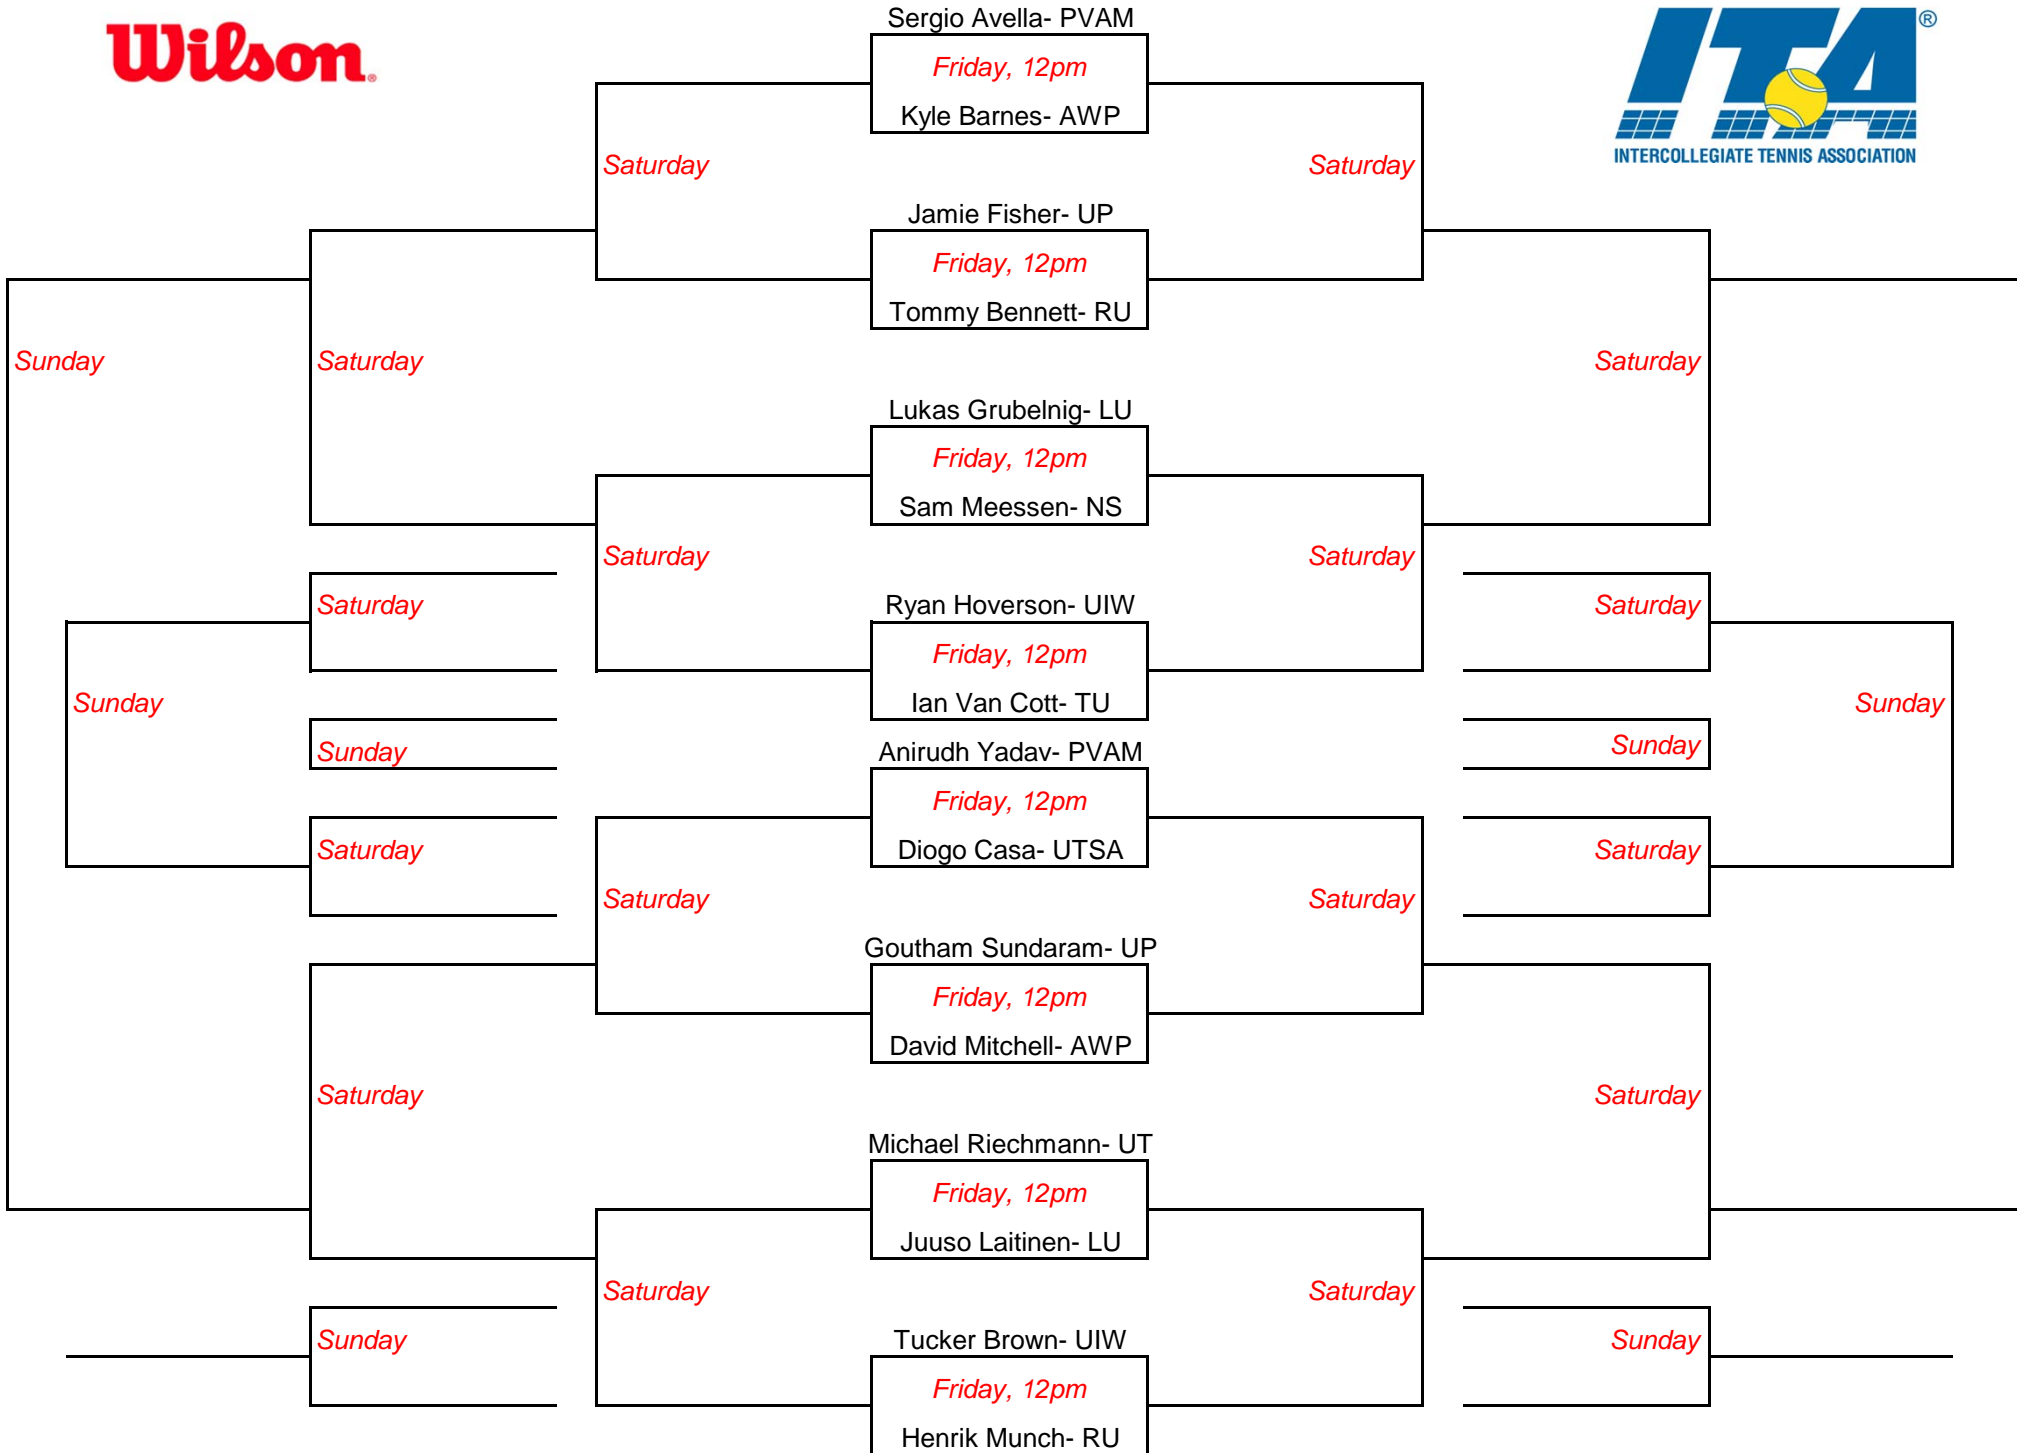 Wilson
Sergio Avella- PVAM
Friday, 12pm
Kyle Barnes- AWP
ITA®
INTERCOLLEGIATE TENNIS ASSOCIATION
Saturday
Saturday
Jamie Fisher- UP
Friday, 12pm
Tommy Bennett- RU
Sunday
Saturday
Saturday
Lukas Grubelnig- LU
Friday, 12pm
Sam Meessen- NS
Saturday
Saturday
Saturday
Ryan Hoverson- UIW
Saturday
Friday, 12pm
Sunday
Ian Van Cott- TU
Sunday
Sunday
Anirudh Yadav- PVAM
Sunday
Friday, 12pm
Saturday
Diogo Casa- UTSA
Saturday
Saturday
Saturday
Goutham Sundaram- UP
Friday, 12pm
David Mitchell- AWP
Saturday
Saturday
Michael Riechmann- UT
Friday, 12pm
Juuso Laitinen- LU
Saturday
Saturday
Sunday
Tucker Brown- UIW
Sunday
Friday, 12pm
Henrik Munch- RU